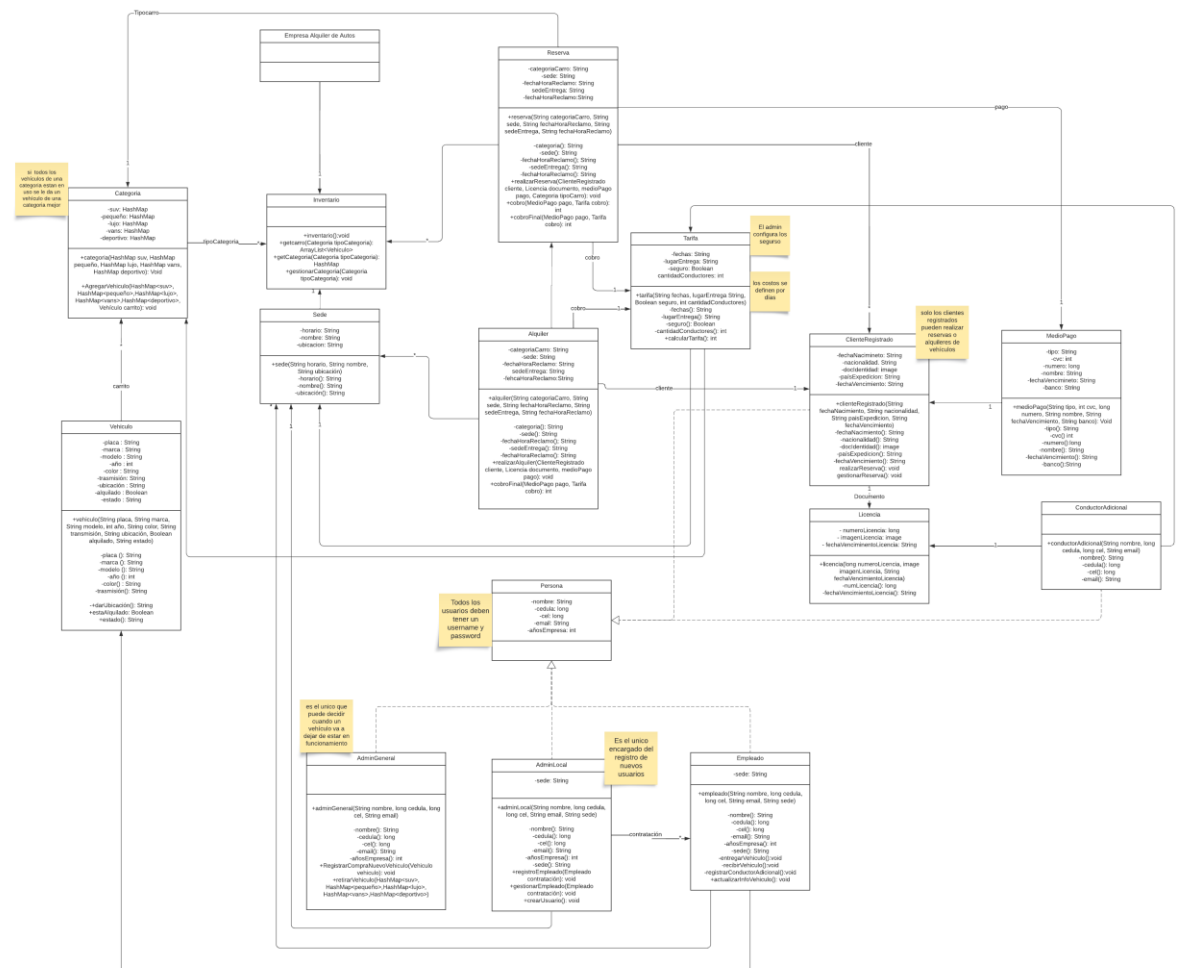 Tipocarro
Empresa Alquiler de Autos
Reserva
-categoriaCarro: String
-sede: String
-fechaHoraReclamo: String
sedeEntrega: String
-fechaHoraReclamo:String
+reserva(String categoriaCarro, String
sede, String fechaHoraReclamo, String
sedeEntrega, String fechaHoraReclamo)
-categoria(): String
-sede(): String
-fechaHoraReclamo(): String
-sedeEntrega(): String
-fechaHoraReclamo(): String
+realizarReserva(ClienteRegistrado
cliente, Licencia documento, medioPago
pago, Categoria tipoCarro): void
+cobro(MedioPago pago, Tarifa cobro):
int
+cobroFinal(MedioPago pago, Tarifa
cobro): int
pago
cliente
si todos los
vehículos de una
categoria estan en
uso se le da un
vehiculo de una
categoria mejor
1
Categoria
-suv: HashMap
-pequeño: HashMap
-lujo: HashMap
-vans: HashMap
-deportivo: HashMap
+categoria(HashMap suv, HashMap
pequeño, HashMap lujo, HashMap vans,
HashMap deportivo): Void
+AgregarVehiculo(HashMap<suv>,
HashMap<pequeño>,HashMap<lujo>,
HashMap<vans>,HashMap<deportivo>,
Vehículo carrito): void
tipoCategoria
*
1
Inventario
+inventario():void
+getcarro(Categoria tipoCategoria):
ArrayList<Vehiculo>
+getCategoria(Categoria tipoCategoria):
HashMap
+gestionarCategoria(Categoria
tipoCategoria): void
*
1
cobro
1
El admin
configura los
segurso
los costos se
definen por
días
Tarifa
-fechas: String
-lugarEntrega: String
-seguro: Boolean
cantidadConductores: int
+tarifa(String fechas, lugarEntrega String,
Boolean seguro, int cantidadConductores)
-fechas(): String
-lugarEntrega() String
-seguro(): Boolean
-cantidadConductores(): int
+calcularTarifa(): int
Sede
-horario: String
-nombre: String
-ubicacion: String
+sede(String horario, String nombre,
String ubicación)
-horario(): String
-nombre(): String
-ubicación(): String
*
cobro
1
Alquiler
-categoriaCarro: String
-sede: String
-fechaHoraReclamo: String
sedeEntrega: String
-fehcaHoraReclamo:String
+alquiler(String categoriaCarro, String
sede, String fechaHoraReclamo, String
sedeEntrega, String fechaHoraReclamo)
-categoria(): String
-sede(): String
-fechaHoraReclamo(): String
-sedeEntrega(): String
-fechaHoraReclamo(): String
+realizarAlquiler(ClienteRegistrado
cliente, Licencia documento, medioPago
pago): void
+cobroFinal(MedioPago pago, Tarifa
cobro): int
cliente
1
solo los clientes
registrados
pueden realizar
reservas o
alquileres de
vehículos
1
ClienteRegistrado
-fechaNacimineto: String
-nacionalidad, String
-docIdentidad: image
-paisExpedicion: String
-fechaVencimiento: String
+clienteRegistrado(String
fechaNacimiento, String nacionalidad,
String paisExpedicion, String
fechaVencimiento)
-fechaNacimiento(): String
-nacionalidad(): String
-docIdentidad(): image
-paisExpedicion(): String
-fechaVencimiento(): String
realizarReserva(): void
gestionarReserva(): void
1
1
MedioPago
-tipo: String
-cvc: int
-numero: long
-nombre: String
-fechaVencimineto: String
-banco: String
+medioPago(String tipo, int cvc, long
numero, String nombre, String
fechaVencimiento, String banco): Void
-tipo(): String
-cvc() int
-numero() long
-nombre(): String
-fechaVencimiento(): String
-banco():String
carrito
Vehiculo
-placa : String
-marca : String
-modelo : String
-año : int
-color : String
-trasmisión: String
-ubicación : String
-alquilado : Boolean
-estado : String
+vehiculo(String placa, String marca,
String modelo, int año, String color, String
transmisión, String ubicación, Boolean
alquilado, String estado)
-placa (): String
-marca (): String
-modelo (): String
-año (): int
-color() : String
-trasmisión(): String
+darUbicacion(): String
+estaAlquilado: Boolean
+estado(): String
*
1
1
1
Documento
1
Licencia
- numeroLicencia: long
- imagenLicencia: image
- fechaVencimientoLicencia: String
+licencia(long numeroLicencia, image
imagenLicencia, String
fechaVencimientoLicencia)
-numLicencia(): long
-fechaVencimientoLicencia(): String
1
ConductorAdicional
+conductorAdicional(String nombre, long
cedula, long cel, String email)
-nombre(): String
-cedula(): long
-cel(): long
-email(): String
Todos los
usuarios deben
tener un
username y
password
Persona
-nombre: String
-cedula: long
-cel: long
-email: String
-añosEmpresa: int
es el unico que
puede decidir
cuando un
vehículo va a
dejar de estar en
funcionamiento
AdminGeneral
+adminGeneral(String nombre, long cedula, long
cel, String email)
-nombre(): String
-cedula(): long
-cel(): long
-email(): String
-añosEmpresa(): int
+RegistrarCompraNuevoVehiculo(Vehiculo
vehiculo): void
+retirarVehiculo(HashMap<suv>,
HashMap<pequeño>,HashMap<lujo>,
HashMap<vans>,HashMap<deportivo>)
Es el unico
encargado del
registro de
nuevos
usuarios
AdminLocal
-sede: String
+adminLocal(String nombre, long cedula,
long cel, String email, String sede)
-nombre(): String
-cedula(): long
-cel(): long
-email(): String
-añosEmpresa(): int
-sede(): String
+registroEmpleado(Empleado
contratación): void
+gestionarEmpleado(Empleado
contratación): void
+crearUsuario(): void
contratación
*
Empleado
-sede: String
+empleado(String nombre, long cedula,
long cel, String email, String sede)
-nombre(): String
-cedula(): long
-cel(): long
-email(): String
-añosEmpresa(): int
-sede(): String
-entregarVehiculo():void
-recibirVehiculo():void
-registrarConductorAdicional():void
+actualizarInfoVehiculo(): void